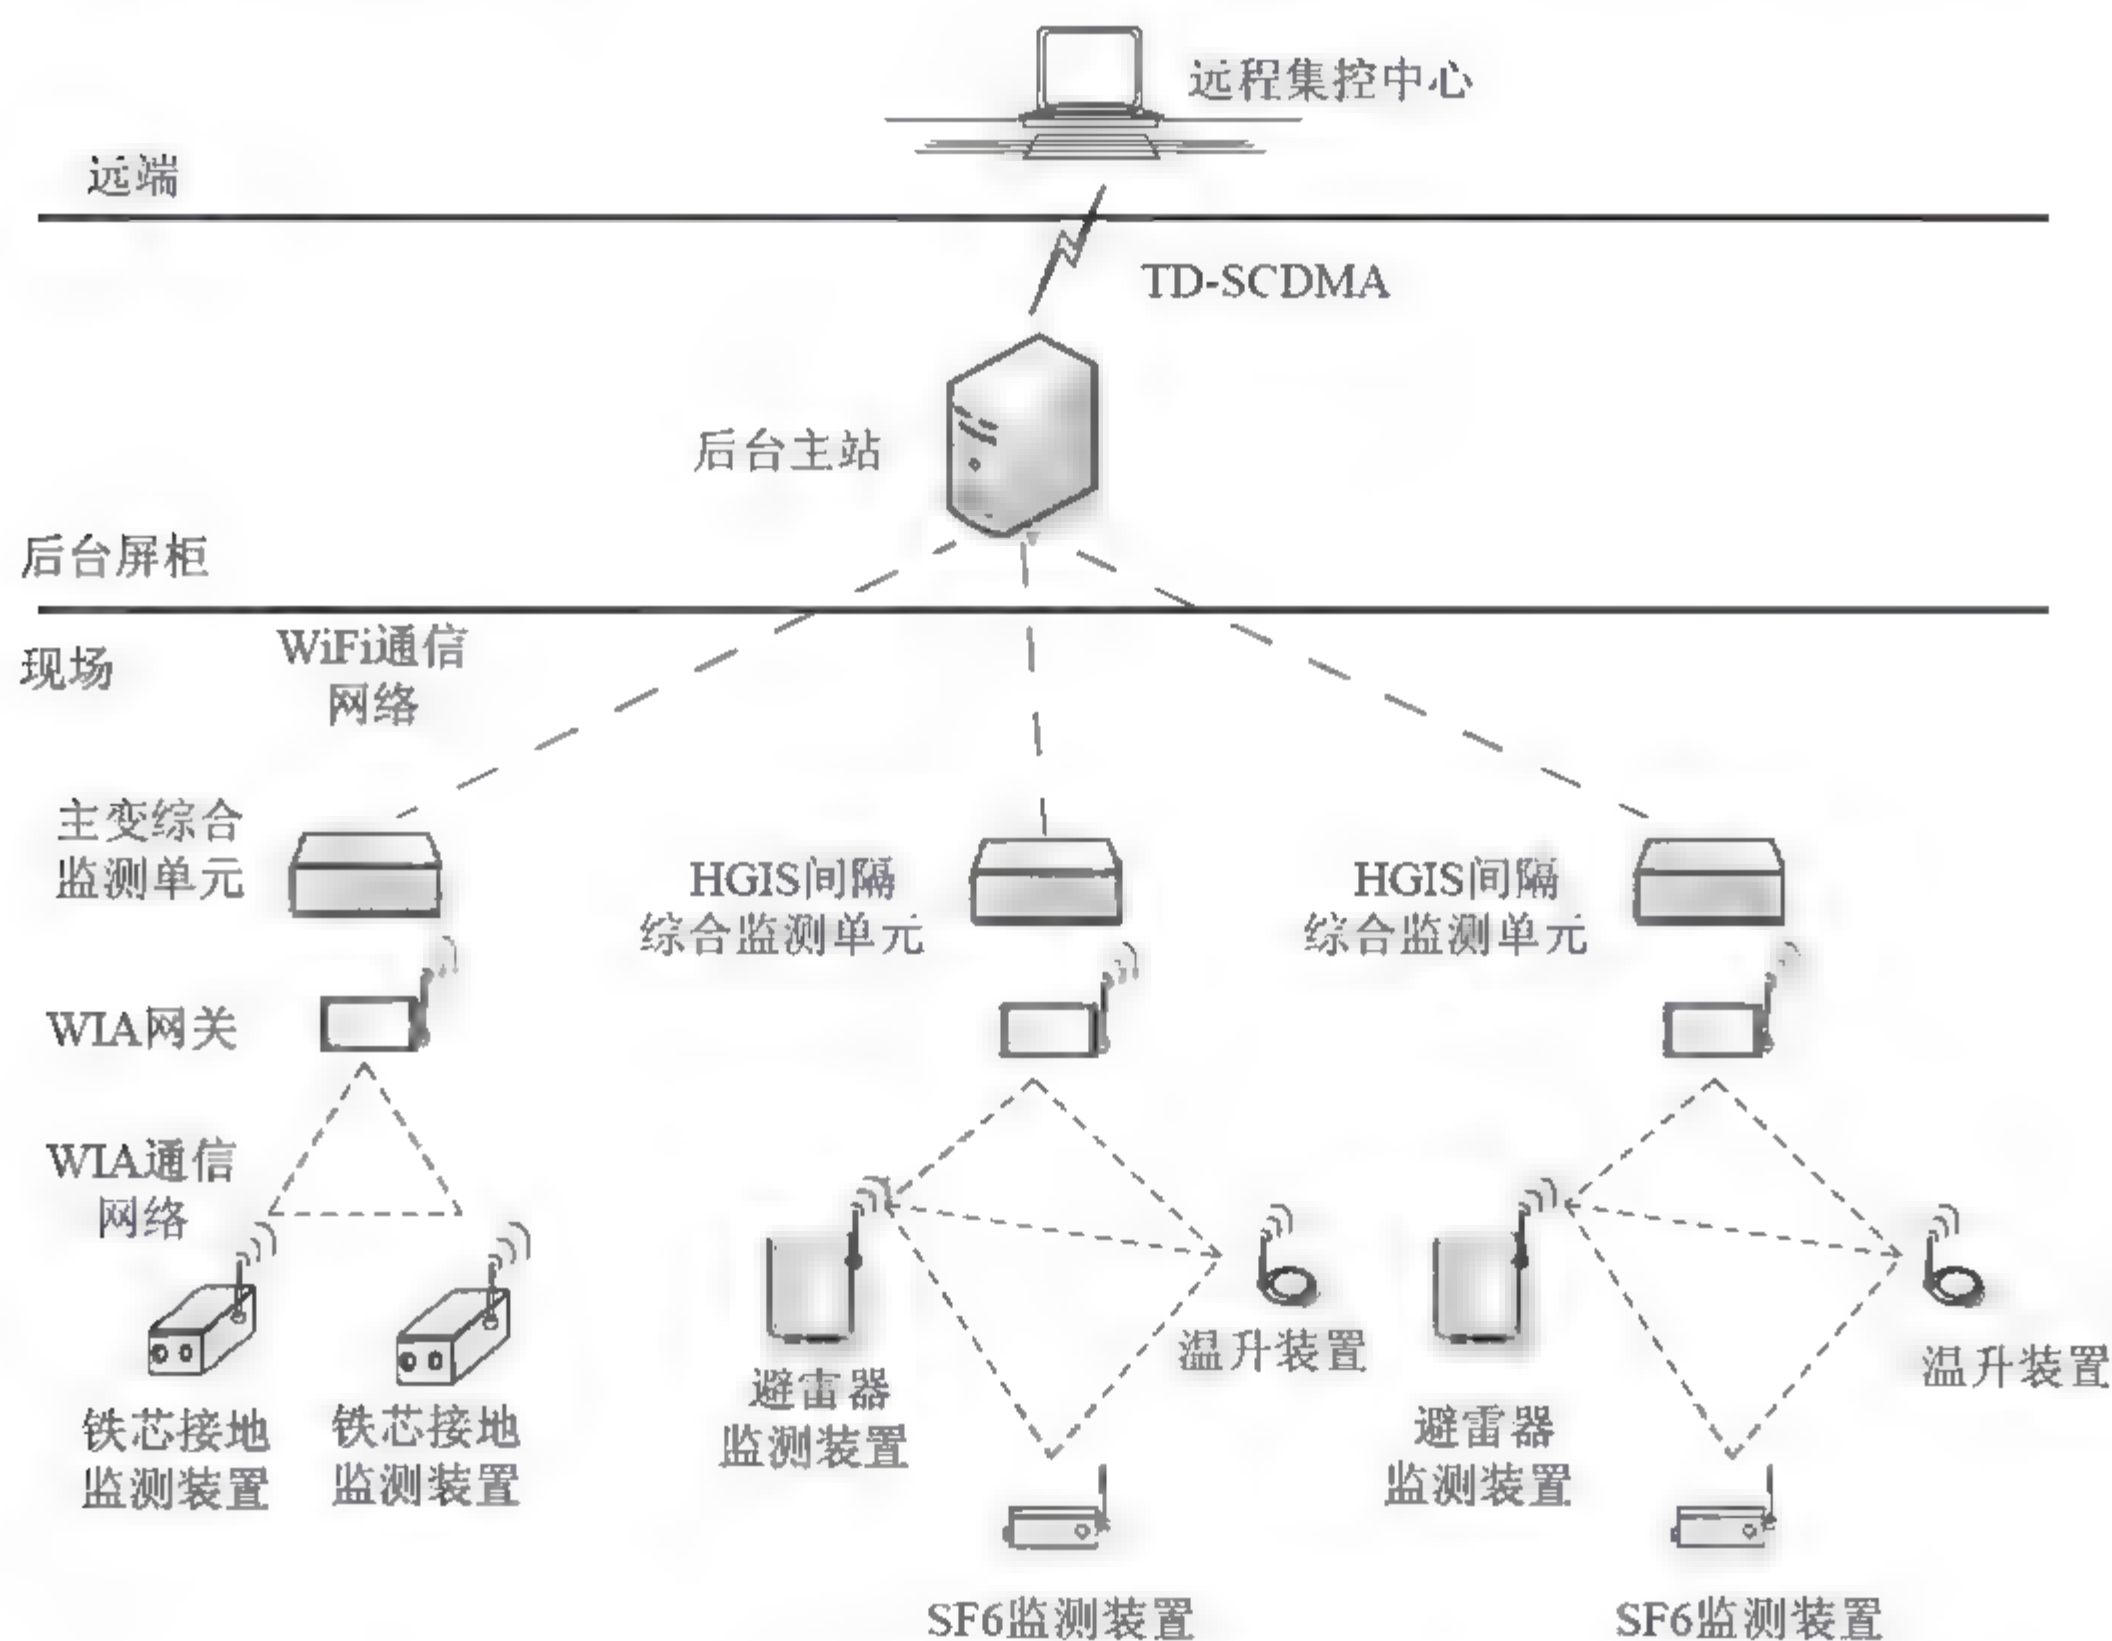 远程集控中心
远端
TD-SCDMA
后台主站
后台屏柜
现场
WiFi通信
网络
主变综合
监测单元
HGIS间隔
综合监测单元
HGIS间隔
综合监测单元
WIA网关
WIA通信
网络
铁芯接地
监测装置
铁芯接地
监测装置
避雷器
监测装置
温升装置
SF6监测装置
避雷器
监测装置
温升装置
SF6监测装置